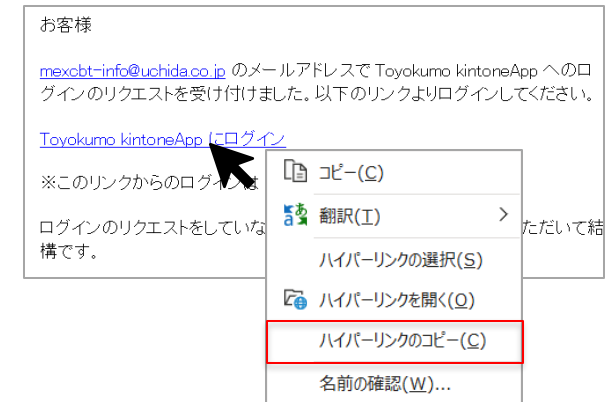 お客様
mexcbt-info@uchida.co.jp のメールアドレスで Toyokumo kintoneApp へのロ
グインのリクエストを受け付けました。以下のリンクよりログインしてください。
Toyokumo kintoneApp にログイン
※このリンクからのログインは
ログインのリクエストをしていな
ただいて結
構です。
コピー(C)
翻訳(T)
ハイパーリンクの選択(S)
ハイパーリンクを開く(O)
ハイパーリンクのコピー(C)
名前の確認(W)...